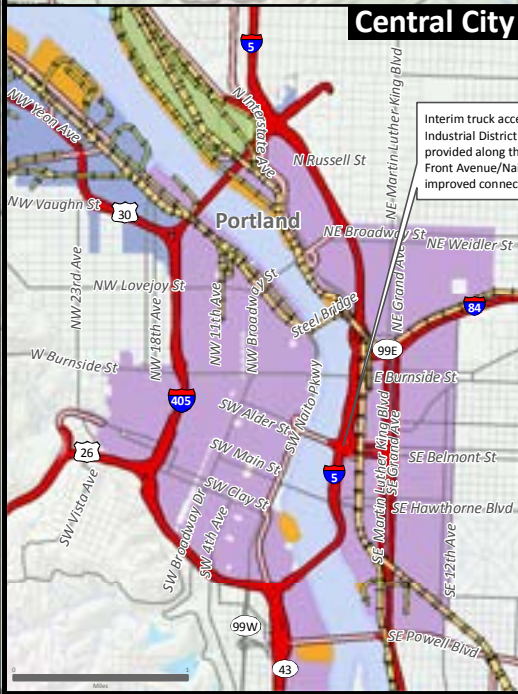 Central City
5
NE Martin Luther King Blvd
Interim truck acce
Industrial District
provided along th
Front Avenue/Nai
improved connec
NW Yeon Ave
N Interstate Ave
N Russell St
NW Vaughn St
30
Portland
NE Broadway St
NE Weidler St
NE Grand Ave
NW 23rd Ave
NW Lovejoy St
NW 18th Ave
NW 11th Ave
NW Broadway St
Steel Bridge
84
99E
W Burnside St
E Burnside St
405
SW Naito Pkwy
SW Alder St
SE Martin Luther King Blvd
SE Grand Ave
26
SW Main St
5
SE Belmont St
SW Vista Ave
SW Clay St
SE Hawthorne Blvd
SW Broadway Dr
SW 4th Ave
SE 12th Ave
99W
SE Powell Blvd
43
0
1
Miles